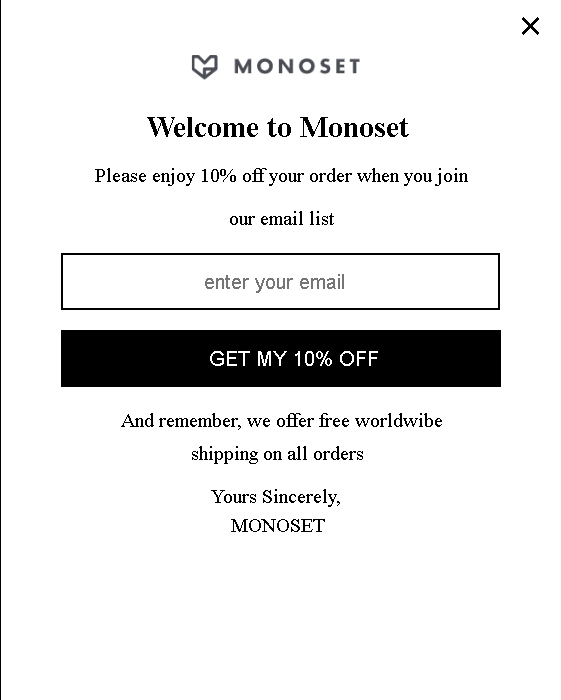 MONOSET
Welcome to Monoset
Please enjoy 10% off your order when you join
our email list
enter your email
GET MY 10% OFF
And remember, we offer free worldwibe
shipping on all orders
Yours Sincerely,
MONOSET